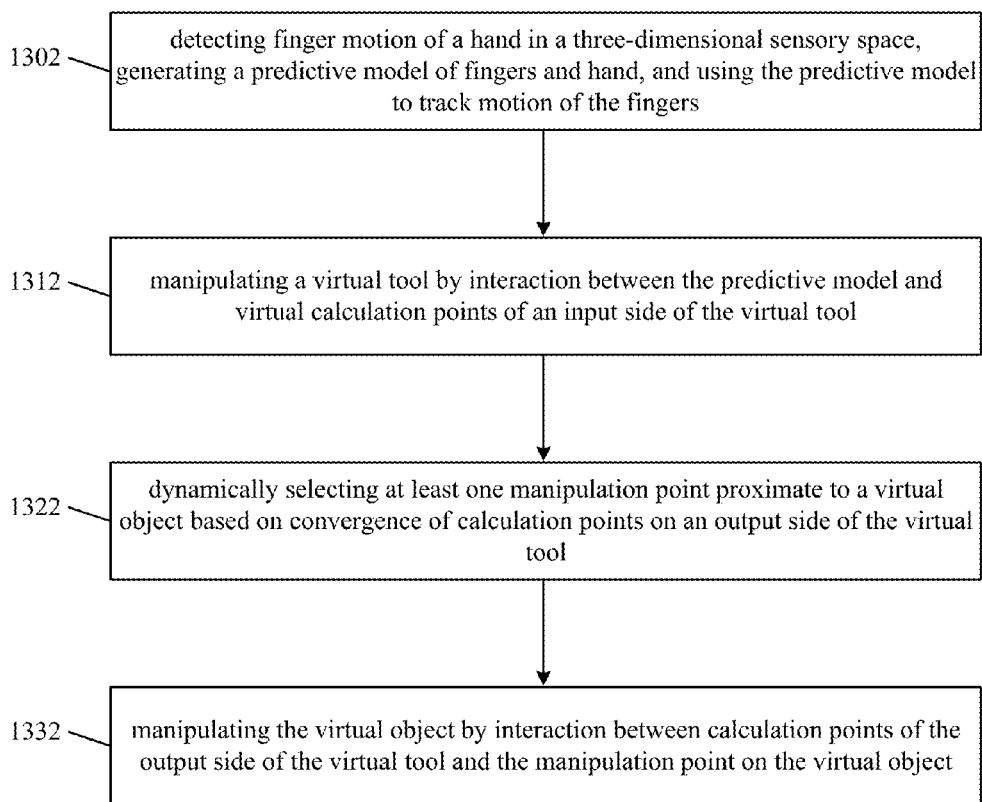 1302
detecting finger motion of a hand in a three-dimensional sensory space,
generating a predictive model of fingers and hand, and using the predictive model
to track motion of the fingers
1312
manipulating a virtual tool by interaction between the predictive model and
virtual calculation points of an input side of the virtual tool
1322
dynamically selecting at least one manipulation point proximate to a virtual
object based on convergence of calculation points on an output side of the virtual
tool
1332
manipulating the virtual object by interaction between calculation points of the
output side of the virtual tool and the manipulation point on the virtual object